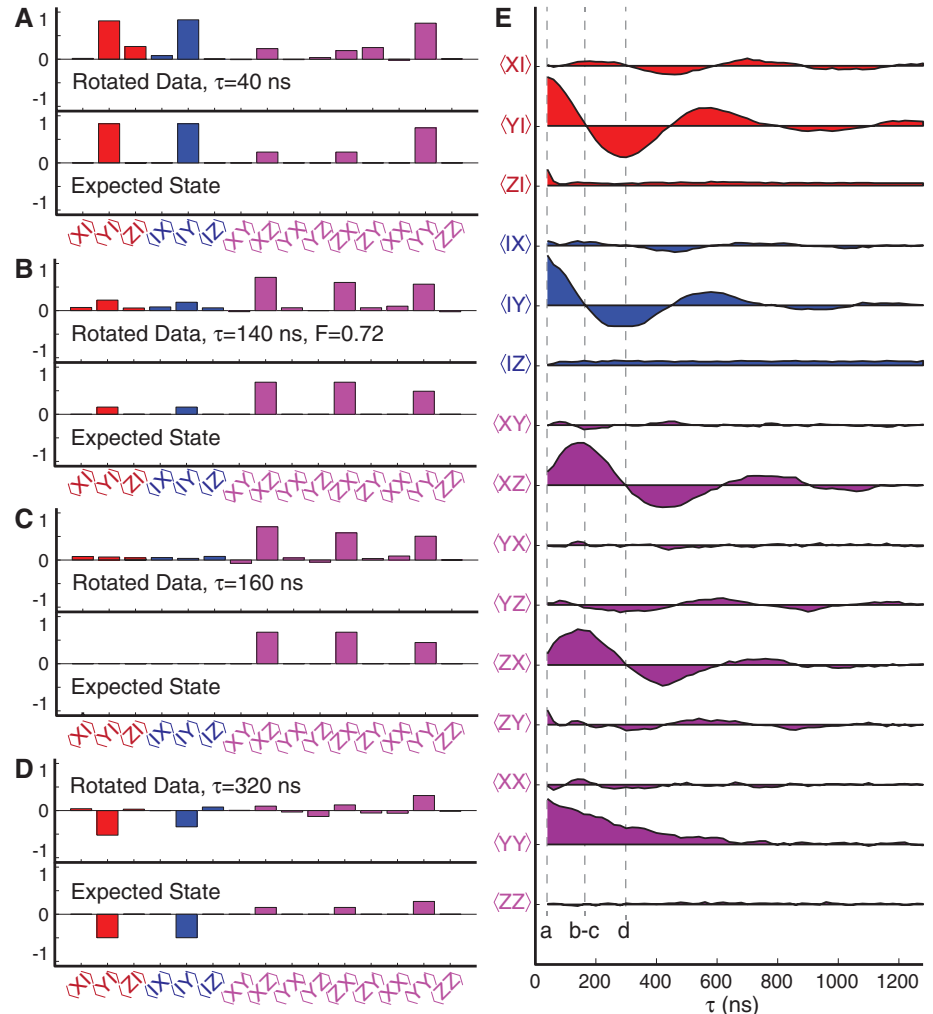 A
1
0
-1
Rotated Data, τ=40 ns
1
0
-1
Expected State
⟨XI⟩ ⟨YI⟩ ⟨ZI⟩ ⟨IX⟩ ⟨IY⟩ ⟨IZ⟩ ⟨XY⟩ ⟨XZ⟩ ⟨YX⟩ ⟨YZ⟩ ⟨ZX⟩ ⟨ZY⟩ ⟨XX⟩ ⟨YY⟩ ⟨ZZ⟩
B
1
0
-1
Rotated Data, τ=140 ns, F=0.72
1
0
-1
Expected State
⟨XI⟩ ⟨YI⟩ ⟨ZI⟩ ⟨IX⟩ ⟨IY⟩ ⟨IZ⟩ ⟨XY⟩ ⟨XZ⟩ ⟨YX⟩ ⟨YZ⟩ ⟨ZX⟩ ⟨ZY⟩ ⟨XX⟩ ⟨YY⟩ ⟨ZZ⟩
C
1
0
-1
Rotated Data, τ=160 ns
1
0
-1
Expected State
⟨XI⟩ ⟨YI⟩ ⟨ZI⟩ ⟨IX⟩ ⟨IY⟩ ⟨IZ⟩ ⟨XY⟩ ⟨XZ⟩ ⟨YX⟩ ⟨YZ⟩ ⟨ZX⟩ ⟨ZY⟩ ⟨XX⟩ ⟨YY⟩ ⟨ZZ⟩
D
1
0
-1
Rotated Data, τ=320 ns
1
0
-1
Expected State
⟨XI⟩ ⟨YI⟩ ⟨ZI⟩ ⟨IX⟩ ⟨IY⟩ ⟨IZ⟩ ⟨XY⟩ ⟨XZ⟩ ⟨YX⟩ ⟨YZ⟩ ⟨ZX⟩ ⟨ZY⟩ ⟨XX⟩ ⟨YY⟩ ⟨ZZ⟩
E
⟨XI⟩
⟨YI⟩
⟨ZI⟩
⟨IX⟩
⟨IY⟩
⟨IZ⟩
⟨XY⟩
⟨XZ⟩
⟨YX⟩
⟨YZ⟩
⟨ZX⟩
⟨ZY⟩
⟨XX⟩
⟨YY⟩
⟨ZZ⟩
a b-c d
0 200 400 600 800 1000 1200
τ (ns)